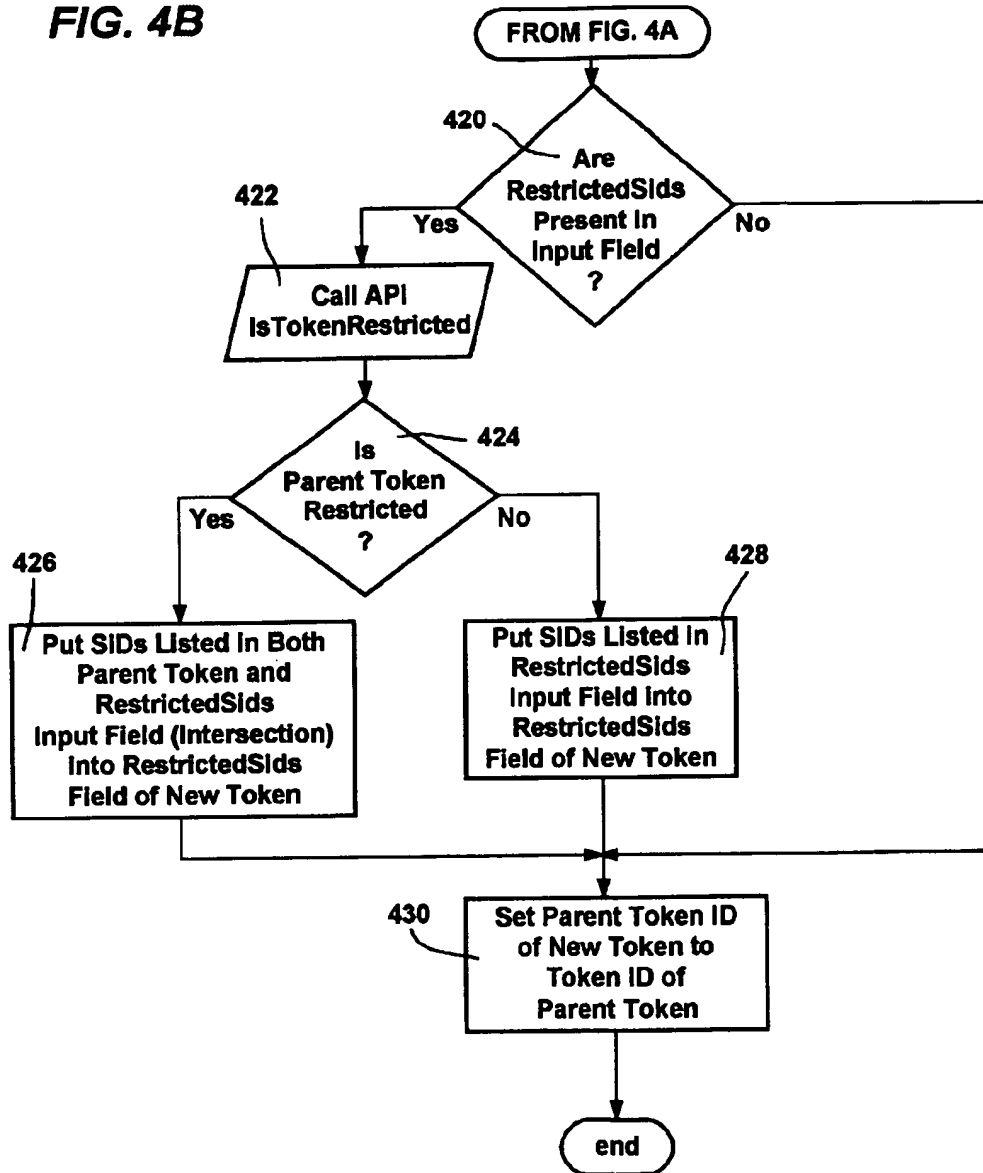 FIG. 4B
FROM FIG. 4A
420
Are
RestrictedSids
Present in
Input Field
?
Yes
No
422
Call API
IsTokenRestricted
424
Is
Parent Token
Restricted
?
Yes
No
426
Put SIDs Listed in Both
Parent Token and
RestrictedSids
Input Field (Intersection)
into RestrictedSids
Field of New Token
428
Put SIDs Listed in
RestrictedSids
Input Field into
RestrictedSids
Field of New Token
430
Set Parent Token ID
of New Token to
Token ID of
Parent Token
end